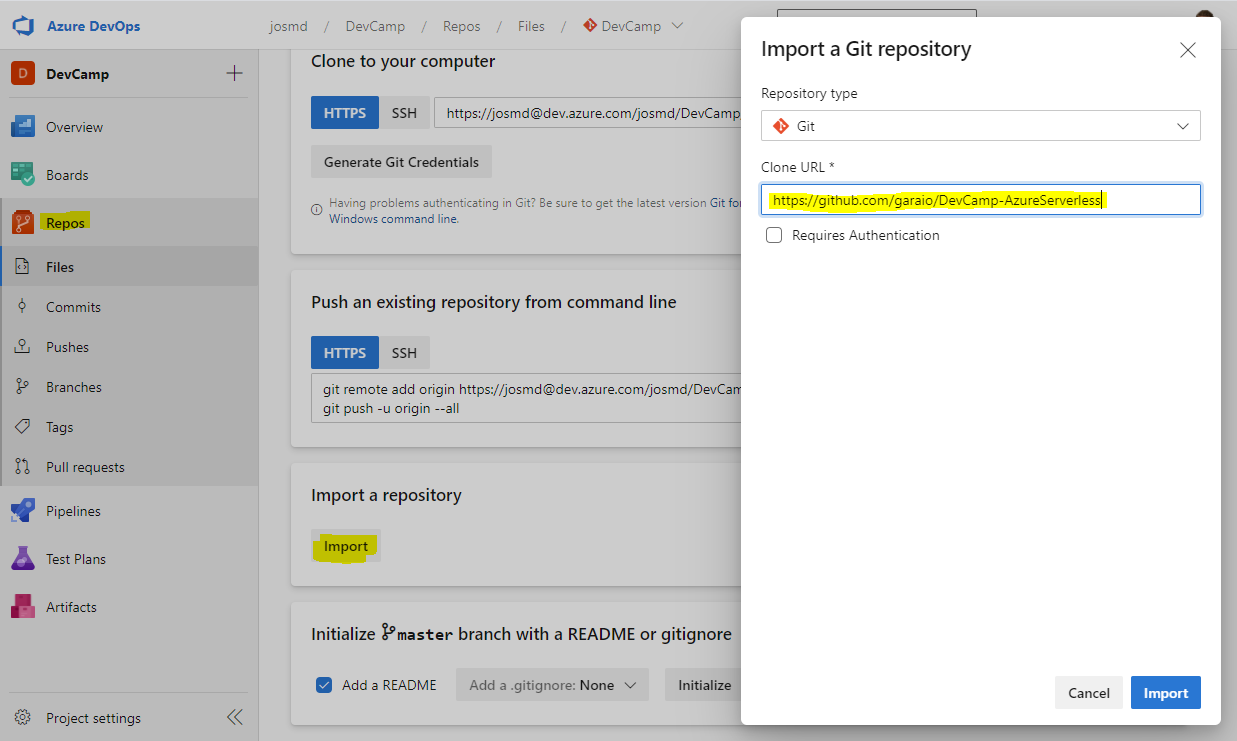 Azure DevOps
josmd / DevCamp / Repos / Files / DevCamp
D DevCamp
Overview
Boards
Repos
Files
Commits
Pushes
Branches
Tags
Pull requests
Pipelines
Test Plans
Artifacts
Project settings
Clone to your computer
HTTPS SSH https://josmd@dev.azure.com/josmd/DevCamp
Generate Git Credentials
Having problems authenticating in Git? Be sure to get the latest version Git fo
Windows command line.
Push an existing repository from command line
HTTPS SSH
git remote add origin https://josmd@dev.azure.com/josmd/DevCam
git push -u origin --all
Import a repository
Import
Initialize master branch with a README or gitignore
Add a README Add a .gitignore: None Initialize
Import a Git repository
Repository type
Git
Clone URL *
https://github.com/garaio/DevCamp-AzureServerless
Requires Authentication
Cancel Import